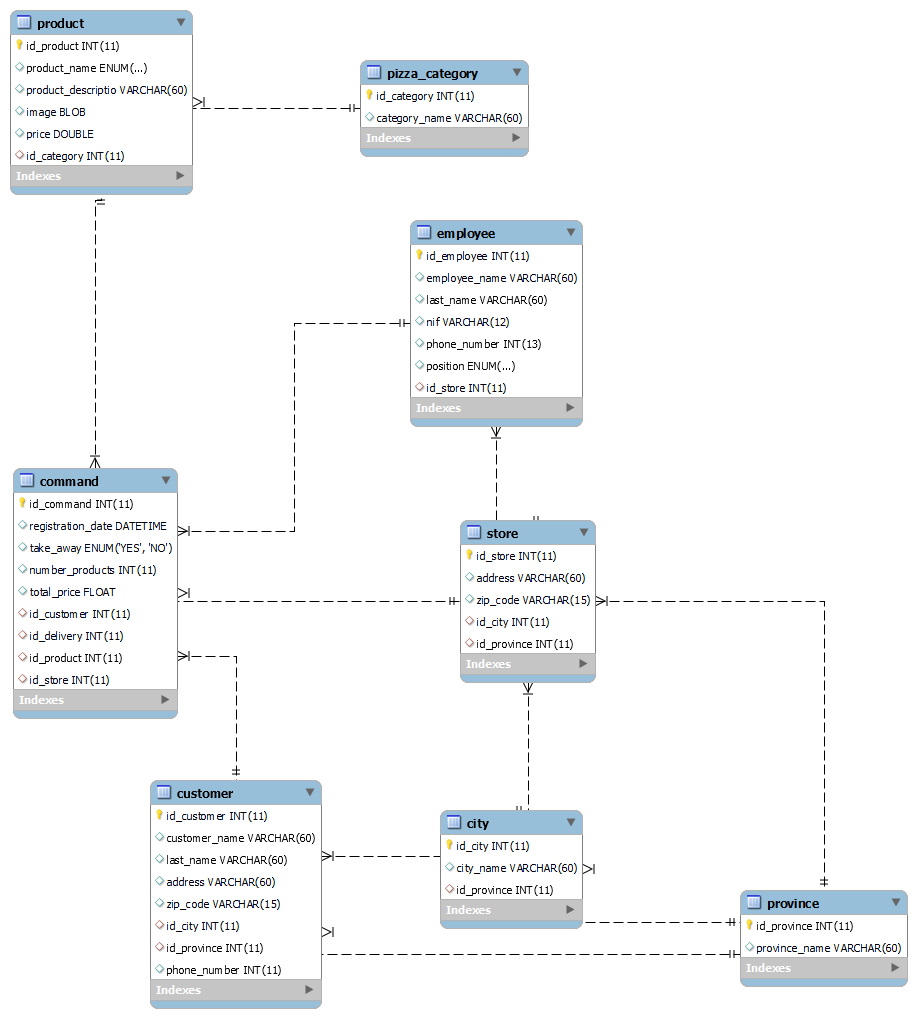 product
id_product INT(11)
product_name ENUM(...)
product_descriptio VARCHAR(60)
image BLOB
price DOUBLE
id_category INT(11)
Indexes
pizza_category
id_category INT(11)
category_name VARCHAR(60)
Indexes
employee
id_employee INT(11)
employee_name VARCHAR(60)
last_name VARCHAR(60)
nif VARCHAR(12)
phone_number INT(13)
position ENUM(...)
id_store INT(11)
Indexes
command
id_command INT(11)
registration_date DATETIME
take_away ENUM('YES', 'NO')
number_products INT(11)
total_price FLOAT
id_customer INT(11)
id_delivery INT(11)
id_product INT(11)
id_store INT(11)
Indexes
store
id_store INT(11)
address VARCHAR(60)
zip_code VARCHAR(15)
id_city INT(11)
id_province INT(11)
Indexes
customer
id_customer INT(11)
customer_name VARCHAR(60)
last_name VARCHAR(60)
address VARCHAR(60)
zip_code VARCHAR(15)
id_city INT(11)
id_province INT(11)
phone_number INT(11)
Indexes
city
id_city INT(11)
city_name VARCHAR(60)
id_province INT(11)
Indexes
province
id_province INT(11)
province_name VARCHAR(60)
Indexes